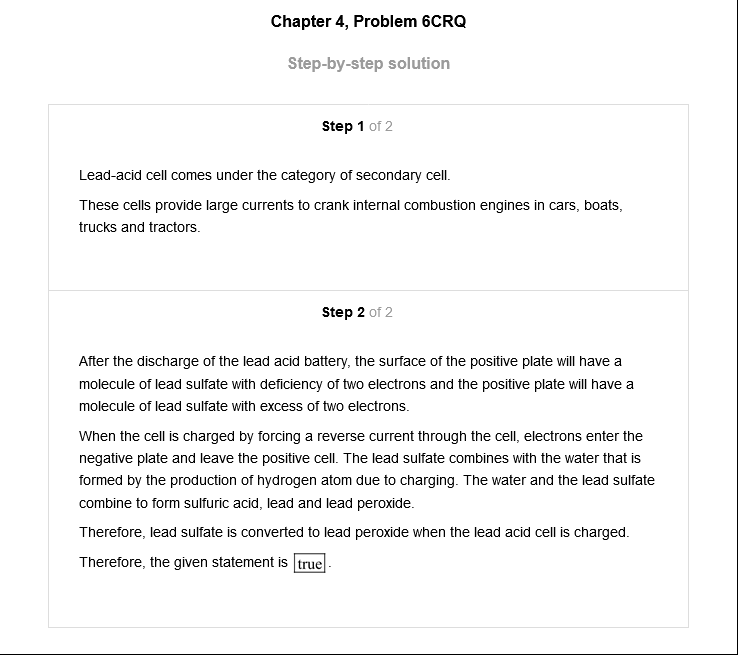 Chapter 4, Problem 6CRQ
Step-by-step solution
Step 1 of 2
Lead-acid cell comes under the category of secondary cell.
These cells provide large currents to crank internal combustion engines in cars, boats,
trucks and tractors.
Step 2 of 2
After the discharge of the lead acid battery, the surface of the positive plate will have a
molecule of lead sulfate with deficiency of two electrons and the positive plate will have a
molecule of lead sulfate with excess of two electrons.
When the cell is charged by forcing a reverse current through the cell, electrons enter the
negative plate and leave the positive cell. The lead sulfate combines with the water that is
formed by the production of hydrogen atom due to charging. The water and the lead sulfate
combine to form sulfuric acid, lead and lead peroxide.
Therefore, lead sulfate is converted to lead peroxide when the lead acid cell is charged.
Therefore, the given statement is true.